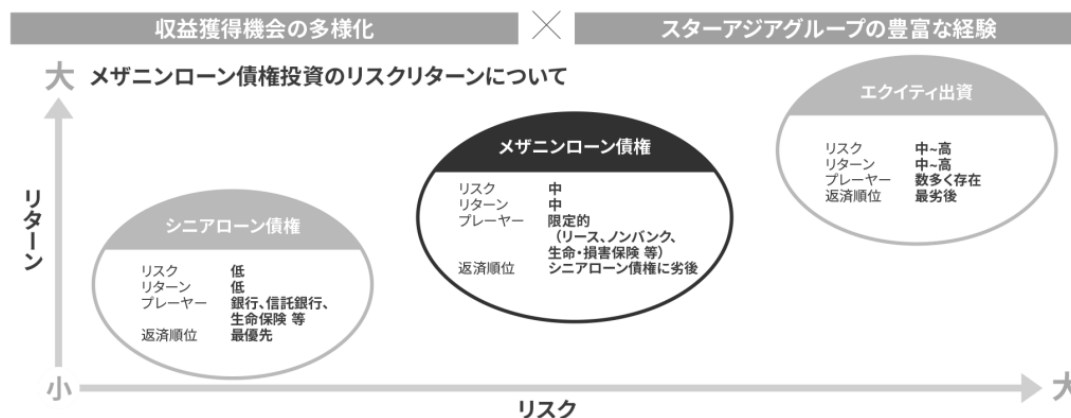 収益獲得機会の多様化
スターアジアグループの豊富な経験
大 メザニンローン債権投資のリスクリターンについて
リターン
シニアローン債権
リスク 低
リターン 低
プレーヤー 銀行、信託銀行、
生命保険 等
返済順位 最優先
メザニンローン債権
リスク 中
リターン 中
プレーヤー 限定的
(リース、ノンバンク、
生命・損害保険 等)
返済順位 シニアローン債権に劣後
エクイティ出資
リスク 中~高
リターン 中~高
プレーヤー 数多く存在
返済順位 最劣後
小
大
リスク